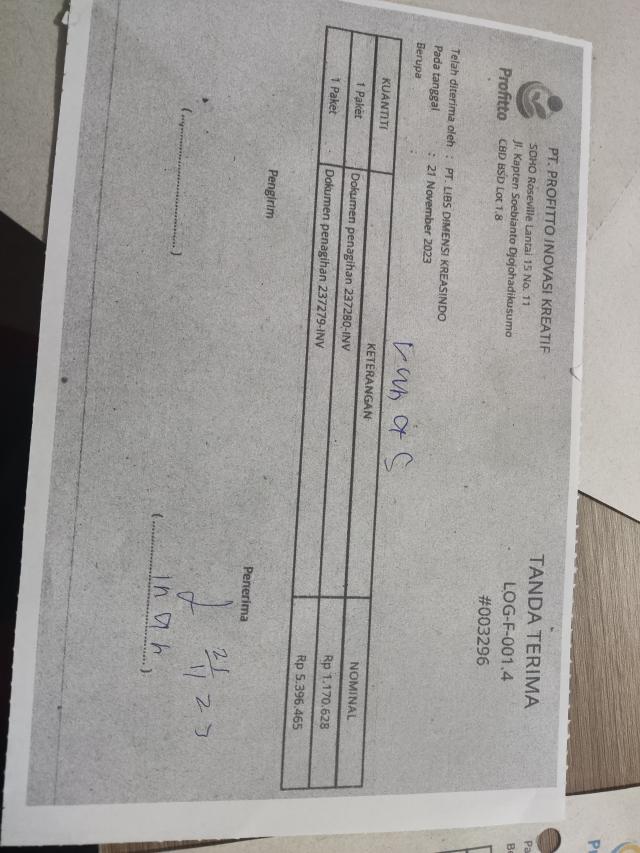 Profitto
PT. PROFITTO INOVASI KREATIF
SOHO Roseville Lantai 15 No. 11
Jl. Kapten Soebianto Djojohadikusumo
CBD BSD Lot 1.8
TANDA TERIMA
LOG-F-001.4
#003296
Telah diterima oleh : PT. LIBS DIMENSI KREASINDO
Pada tanggal : 21 November 2023
Berupa :
KUANTITI KETERANGAN NOMINAL
1 Paket Dokumen penagihan 237280-INV Rp 1.170.628
1 Paket Dokumen penagihan 237279-INV Rp 5.396.465
Pengirim Penerima
21/11 23
Indah
(..............................) (..............................)